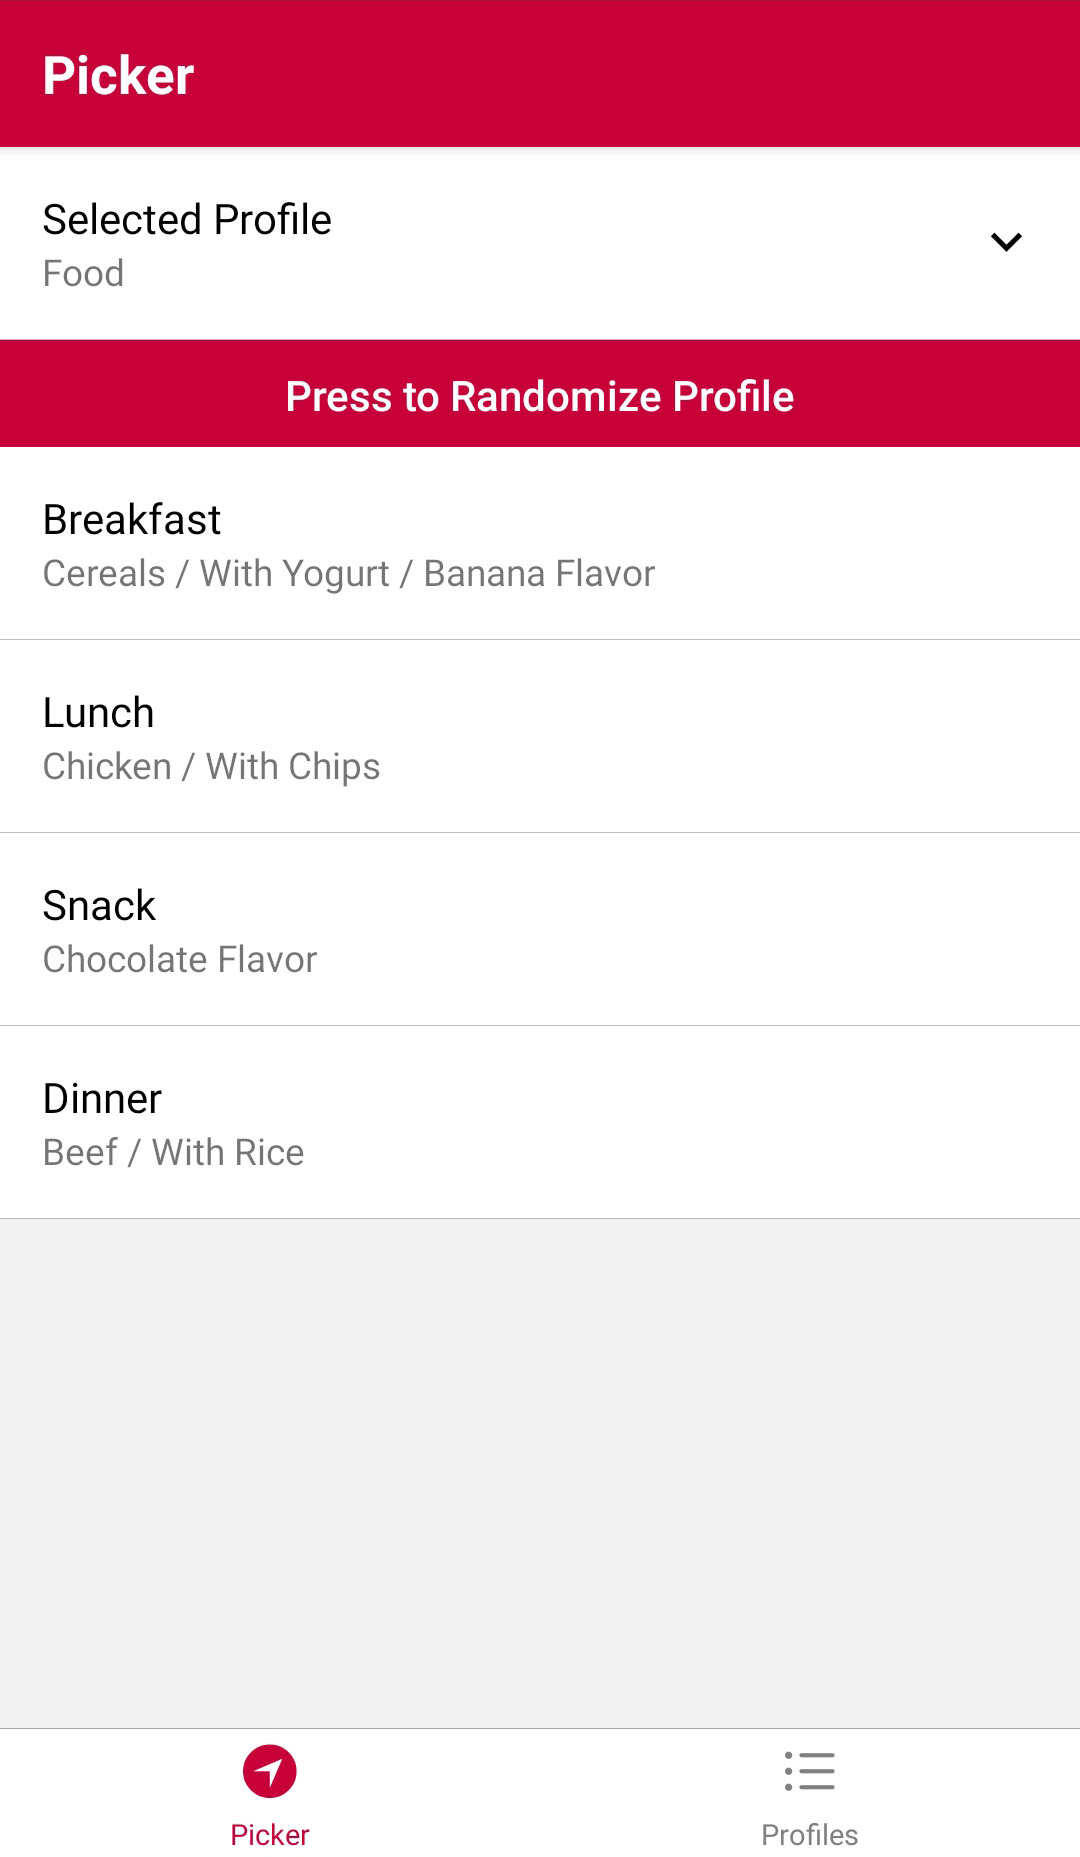 Picker
Selected Profile
Food
Press to Randomize Profile
Breakfast
Cereals / With Yogurt / Banana Flavor
Lunch
Chicken / With Chips
Snack
Chocolate Flavor
Dinner
Beef / With Rice
Picker
Profiles